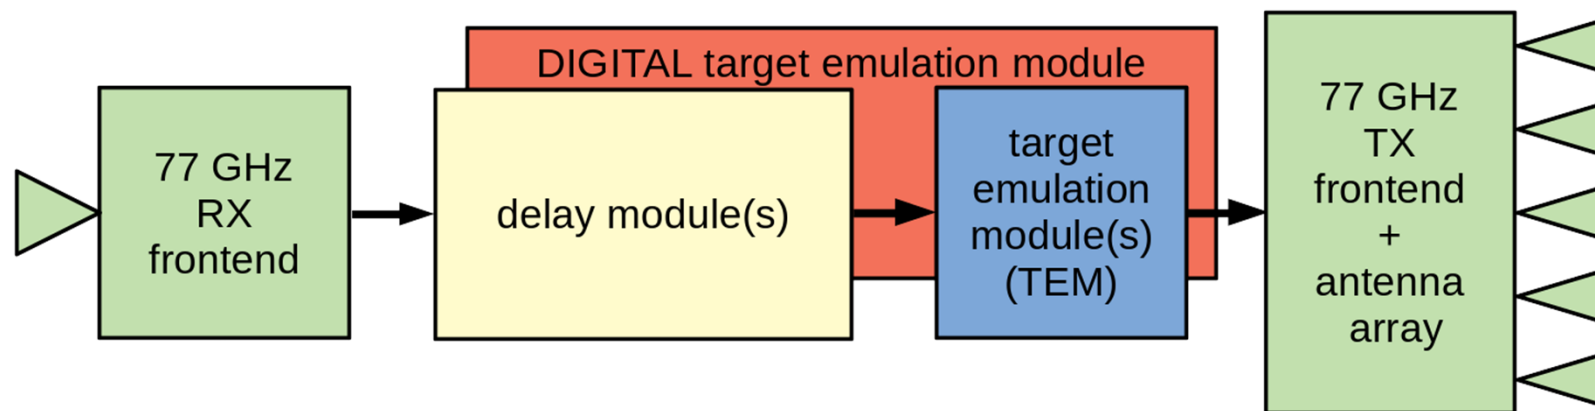 DIGITAL target emulation module
77 GHz
RX
frontend
delay module(s)
target
emulation
module(s)
(TEM)
77 GHz
TX
frontend
+
antenna
array